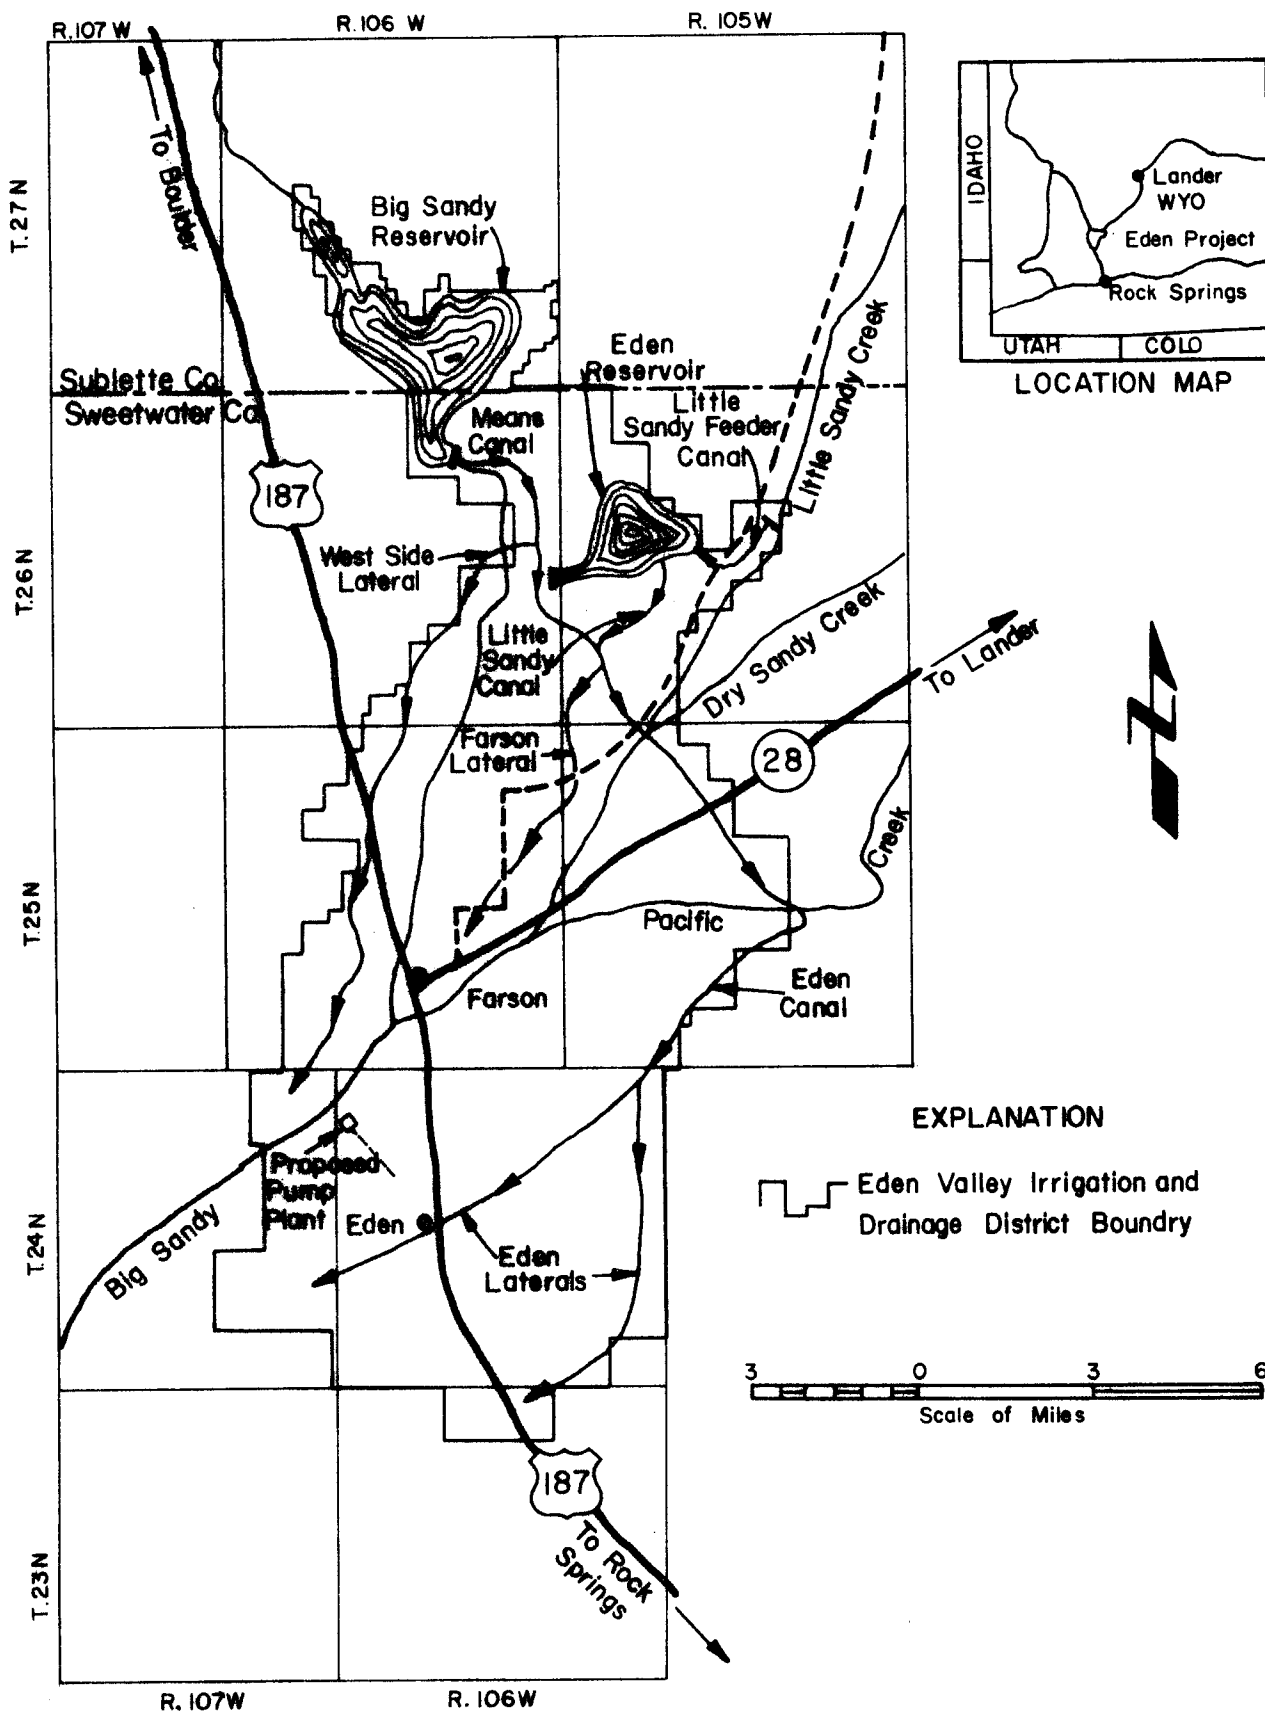 R. 107 W
R. 106 W
R. 105W
To Boulder
T. 27 N
Big Sandy
Reservoir
IDAHO
Lander
WYO
Eden Project
Rock Springs
UTAH
COLO
LOCATION MAP
Eden
Reservoir
Sublette Co.
Sweetwater Co.
Means
Canal
Little
Sandy Feeder
Canal
Little Sandy Creek
187
West Side
Lateral
T. 26 N
Little
Sandy
Canal
Dry Sandy Creek
To Lander
Farson
Lateral
28
Creek
T. 25 N
Pacific
Farson
Eden
Canal
EXPLANATION
Eden Valley Irrigation and
Drainage District Boundry
Proposed
Pump
Plant
Eden
T. 24 N
Big Sandy
Eden
Laterals
3 0 3 6
Scale of Miles
187
To Rock
Springs
T. 23 N
R. 107W
R. 106W